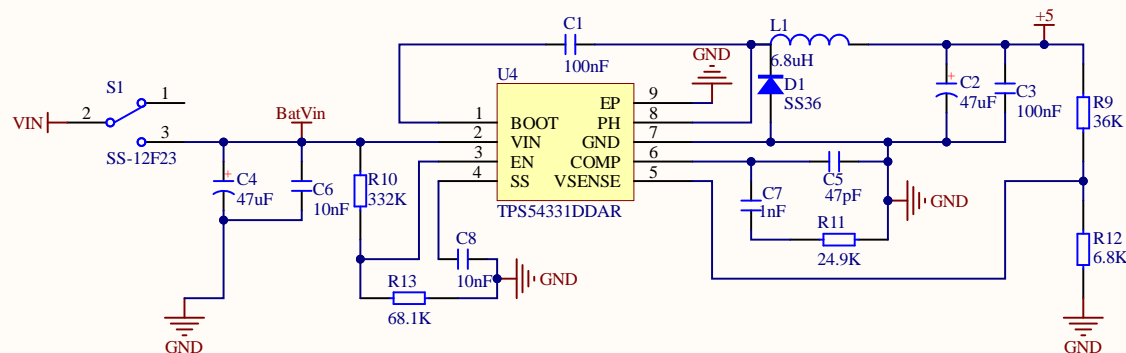 +5
C1
L1
GND
100nF
6.8uH
U4
S1
1
VIN
2
3
SS-12F23
BatVin
1
2
3
4
BOOT
VIN
EN
SS
EP
PH
GND
COMP
VSENSE
9
8
7
6
5
TPS54331DDAR
D1
SS36
C2
47uF
C3
100nF
R9
36K
C4
47uF
C6
10nF
R10
332K
C5
47pF
C7
1nF
R11
24.9K
GND
C8
10nF
GND
R13
68.1K
R12
6.8K
GND
GND